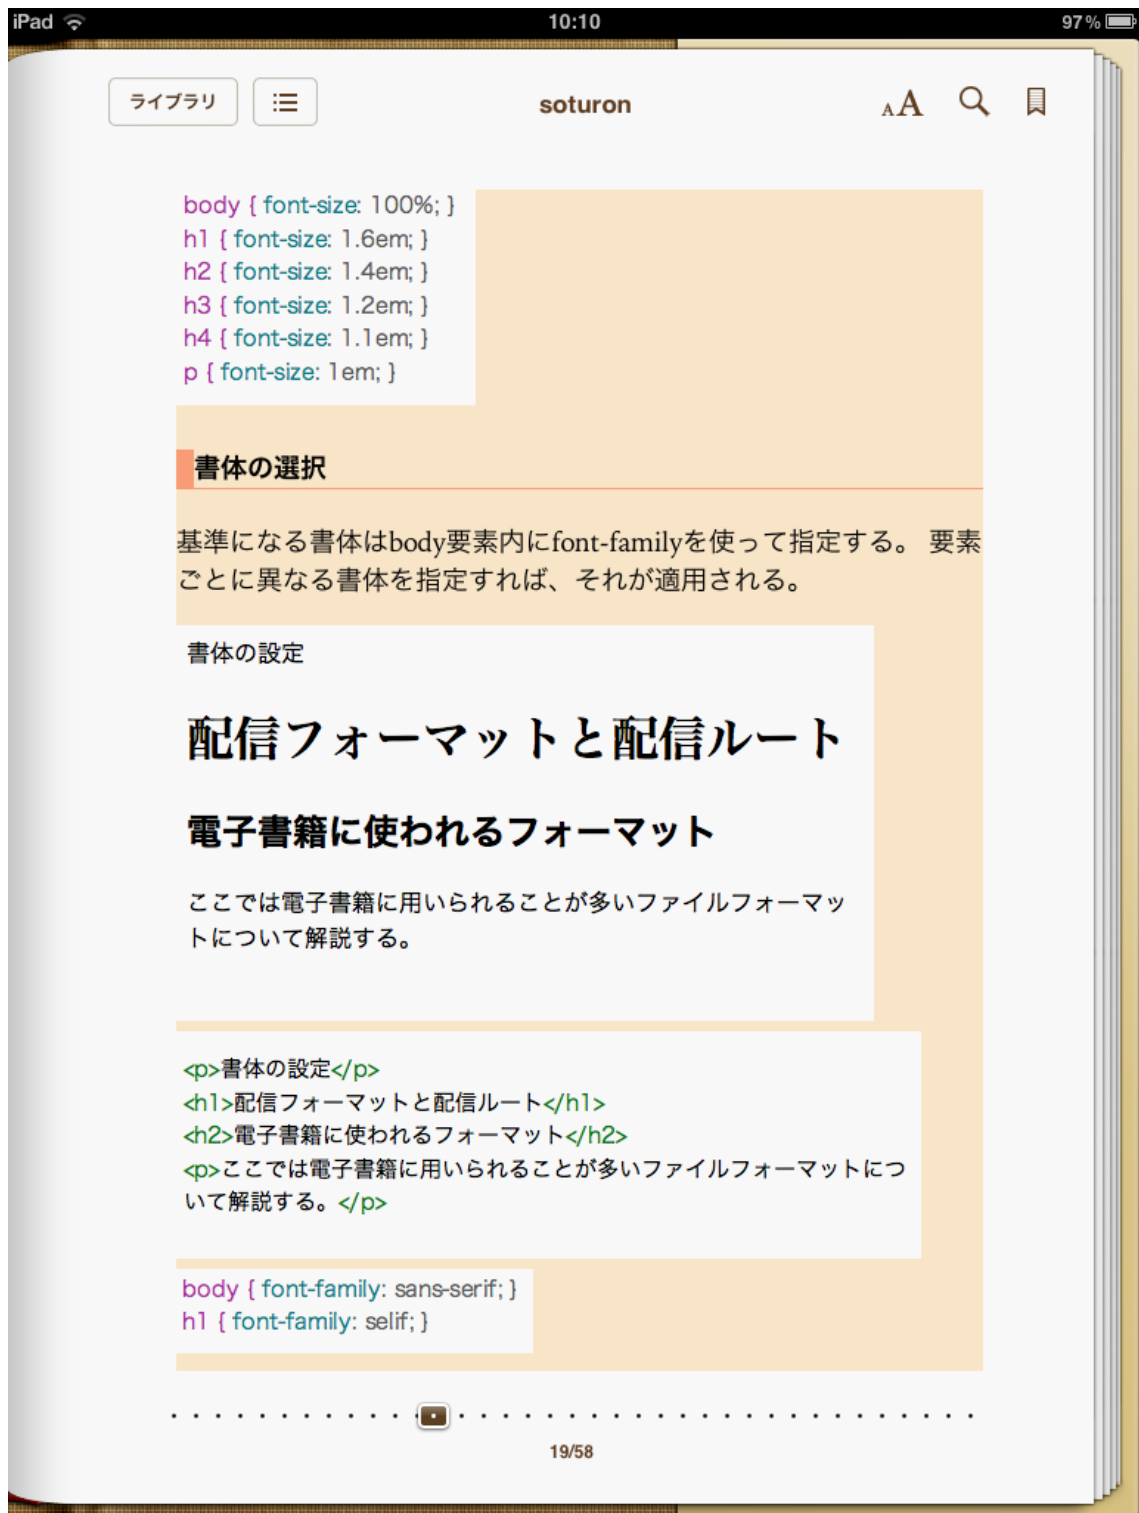 iPad 10:10 97%
ライブラリ soturon AA
body { font-size: 100%; }
h1 { font-size: 1.6em; }
h2 { font-size: 1.4em; }
h3 { font-size: 1.2em; }
h4 { font-size: 1.1em; }
p { font-size: 1em; }
書体の選択
基準になる書体はbody要素内にfont-familyを使って指定する。 要素
ごとに異なる書体を指定すれば、それが適用される。
書体の設定
配信フォーマットと配信ルート
電子書籍に使われるフォーマット
ここでは電子書籍に用いられることが多いファイルフォーマッ
トについて解説する。
<p>書体の設定</p>
<h1>配信フォーマットと配信ルート</h1>
<h2>電子書籍に使われるフォーマット</h2>
<p>ここでは電子書籍に用いられることが多いファイルフォーマットにつ
いて解説する。</p>
body { font-family: sans-serif; }
h1 { font-family: selif; }
19/58